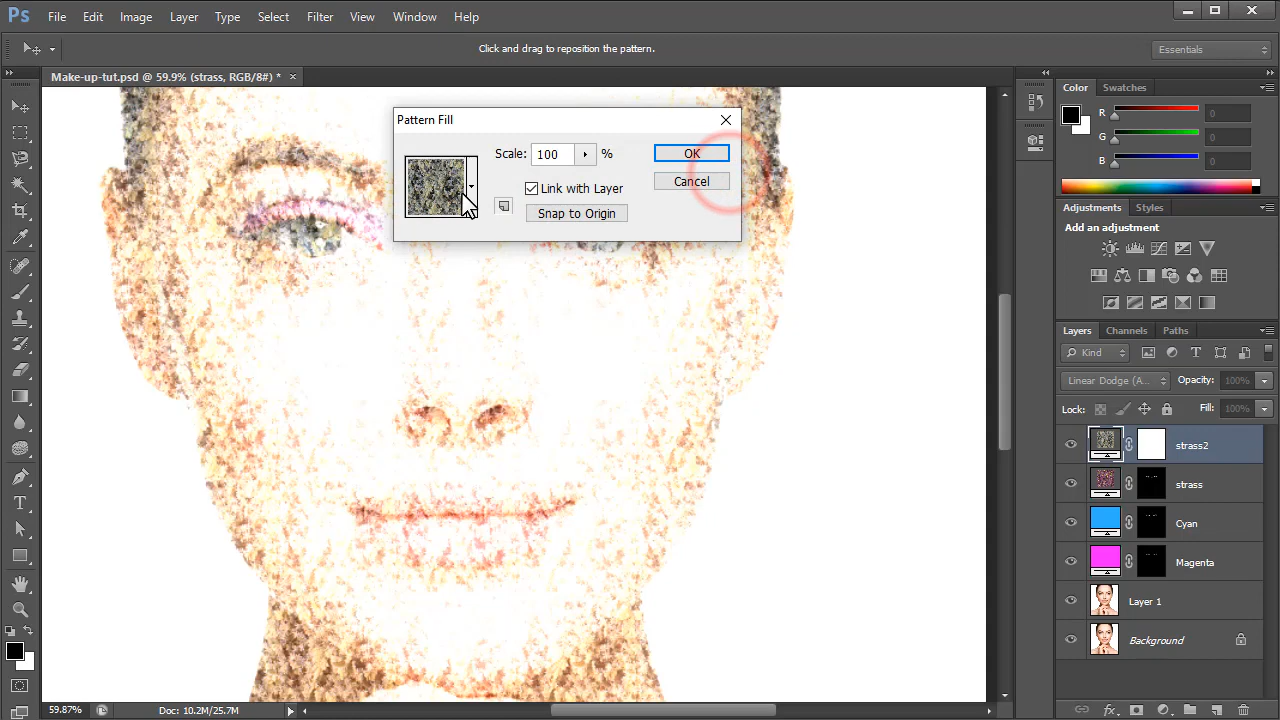 Ps File Edit Image Layer Type Select Filter View Window Help
Click and drag to reposition the pattern.
Essentials
Make-up-tut.psd @ 59.9% (strass, RGB/8#) * ×
Pattern Fill
Scale: 100 %
OK
Link with Layer
Cancel
Snap to Origin
Color Swatches
R 0
G 0
B 0
Adjustments Styles
Add an adjustment
Layers Channels Paths
Kind
Linear Dodge (A... Opacity: 100%
Lock: Fill: 100%
strass2
strass
Cyan
Magenta
Layer 1
Background
59.87% Doc: 10.2M/25.7M